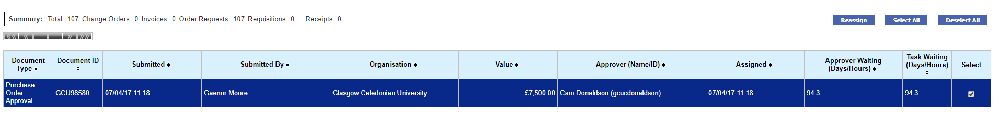 Summary: Total: 107 Change Orders: 0 Invoices: 0 Order Requests: 107 Requisitions: 0 Receipts: 0
Reassign Select All Deselect All
Document Type Document ID Submitted Submitted By Organisation Value Approver (Name/ID) Assigned Approver Waiting (Days/Hours) Task Waiting (Days/Hours) Select
Purchase Order Approval GCU98580 07/04/17 11:18 Gaenor Moore Glasgow Caledonian University £7,500.00 Cam Donaldson (gcucdonaldson) 07/04/17 11:18 94:3 94:3